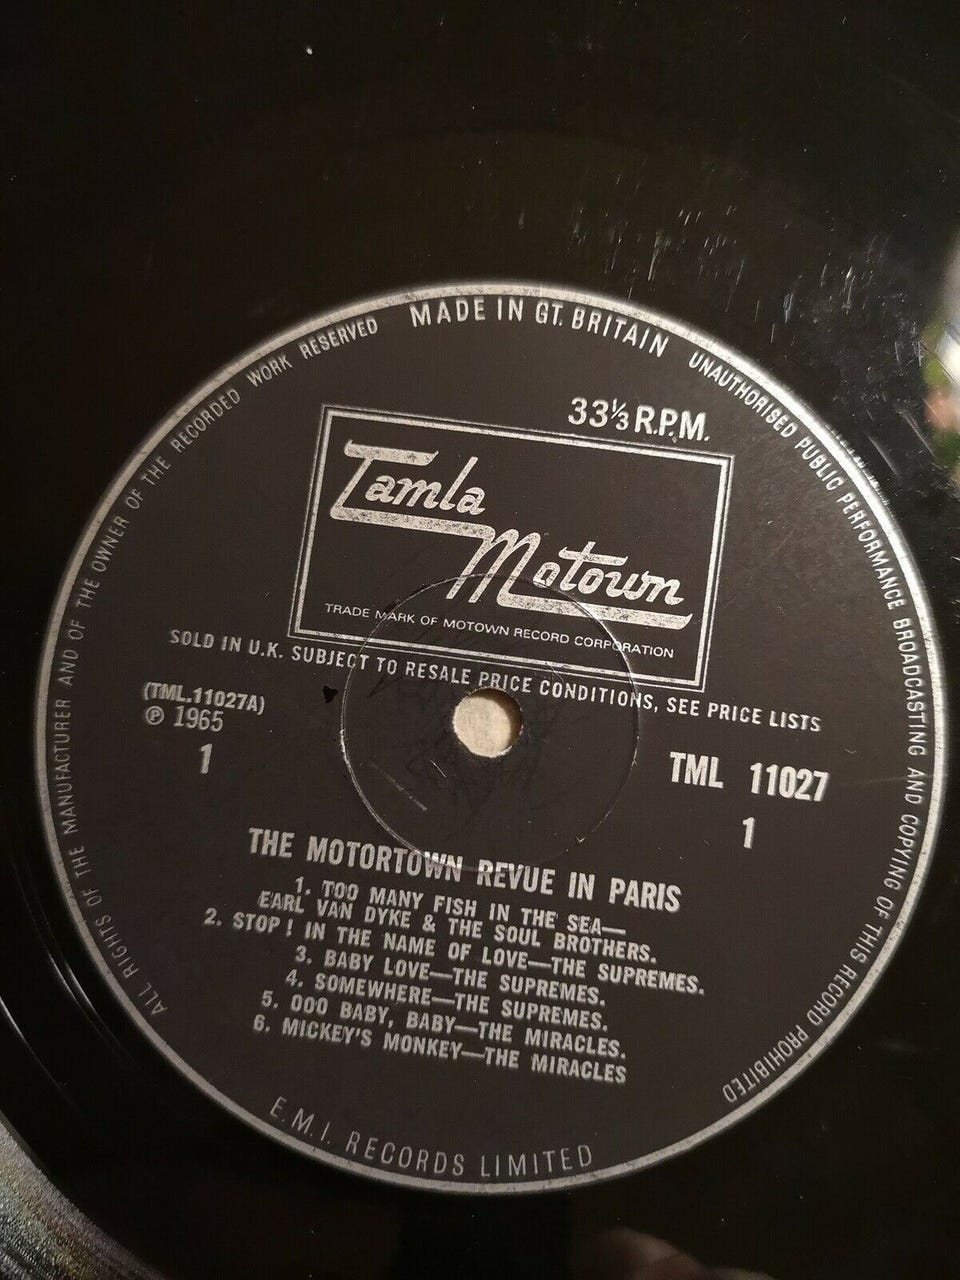 ALL RIGHTS OF THE MANUFACTURER AND OF THE OWNER OF THE RECORDED WORK RESERVED
MADE IN GT. BRITAIN
UNAUTHORISED PUBLIC PERFORMANCE BROADCASTING AND COPYING OF THIS RECORD PROHIBITED
33⅓ R.P.M.
Tamla
Motown
TRADE MARK OF MOTOWN RECORD CORPORATION
SOLD IN U.K. SUBJECT TO RESALE PRICE CONDITIONS, SEE PRICE LISTS
(TML.11027A)
℗ 1965
1
TML 11027
1
THE MOTORTOWN REVUE IN PARIS
1. TOO MANY FISH IN THE SEA—
EARL VAN DYKE & THE SOUL BROTHERS.
2. STOP! IN THE NAME OF LOVE—THE SUPREMES.
3. BABY LOVE—THE SUPREMES.
4. SOMEWHERE—THE SUPREMES.
5. OOO BABY, BABY—THE MIRACLES.
6. MICKEY'S MONKEY—THE MIRACLES
E.M.I. RECORDS LIMITED